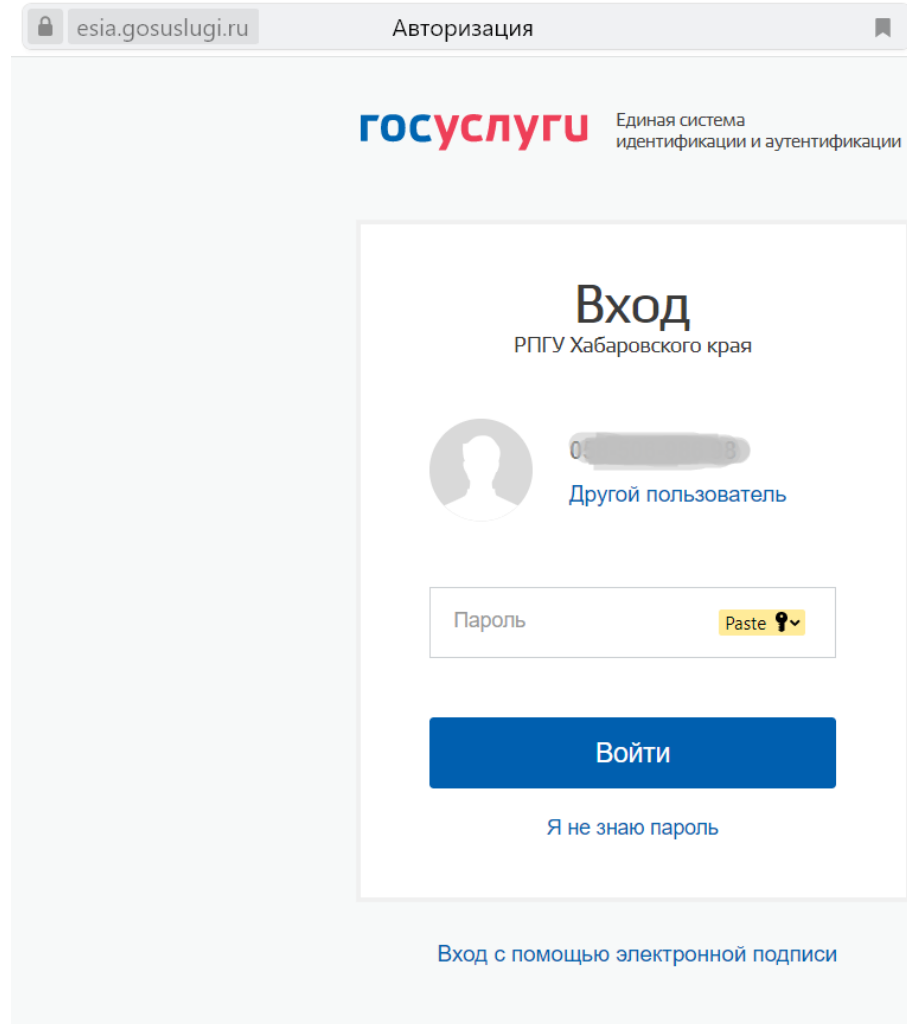 esia.gosuslugi.ru Авторизация
госуслуги
Единая система
идентификации и аутентификации
Вход
РПГУ Хабаровского края
Другой пользователь
Пароль Paste
Войти
Я не знаю пароль
Вход с помощью электронной подписи